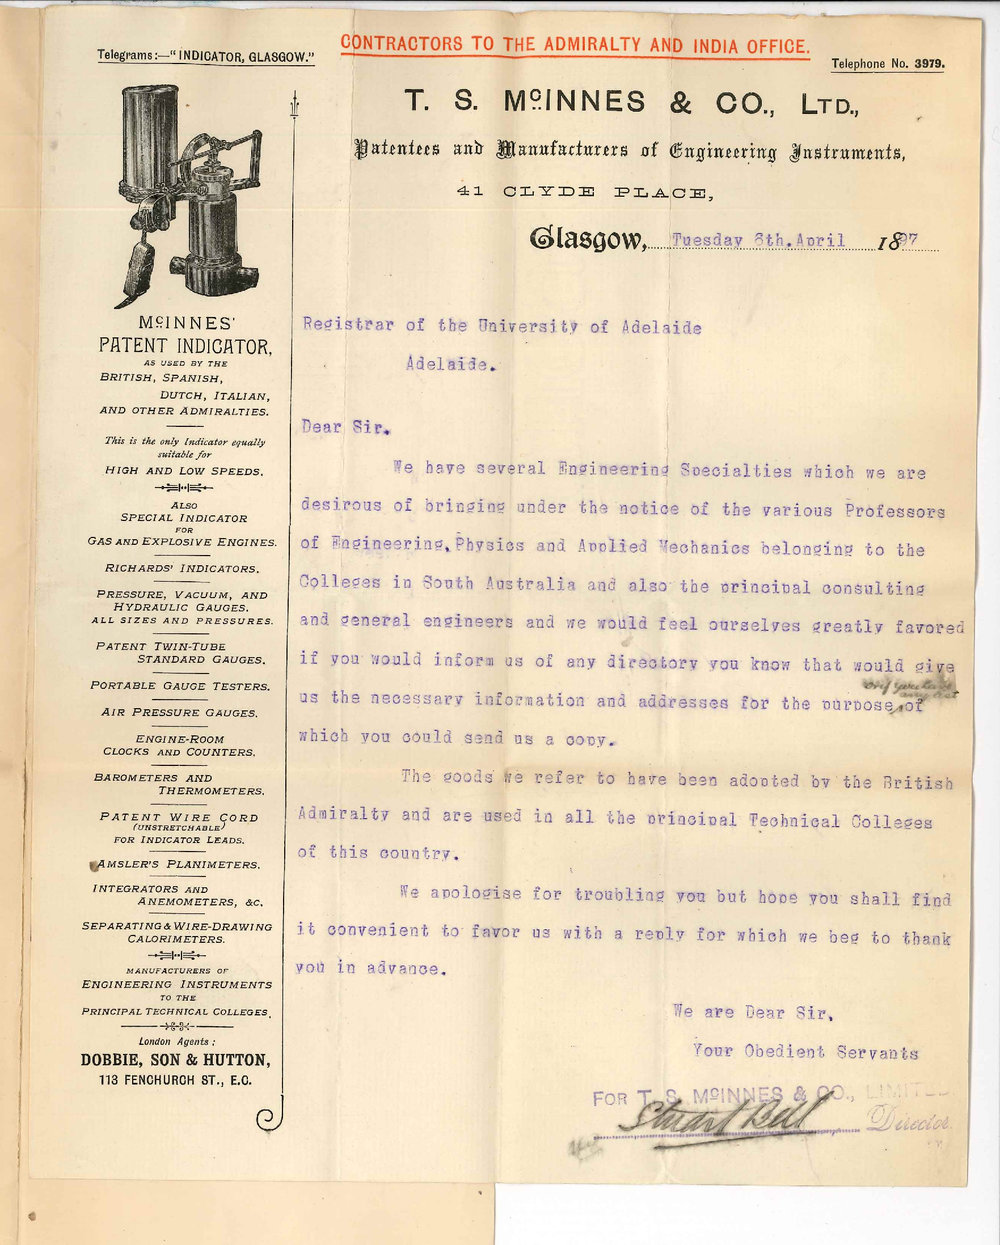 CONTRACTORS TO THE ADMIRALTY AND INDIA OFFICE.
Telegrams:—"INDICATOR, GLASGOW."
Telephone No. 3979.
T. S. McINNES & CO., LTD.,
Patentees and Manufacturers of Engineering Instruments,
41 CLYDE PLACE,
Glasgow, Tuesday 6th. April 1897
McINNES'
PATENT INDICATOR,
AS USED BY THE
BRITISH, SPANISH,
DUTCH, ITALIAN,
AND OTHER ADMIRALTIES.
This is the only Indicator equally
suitable for
HIGH AND LOW SPEEDS.
ALSO
SPECIAL INDICATOR
FOR
GAS AND EXPLOSIVE ENGINES.
RICHARDS' INDICATORS.
PRESSURE, VACUUM, AND
HYDRAULIC GAUGES.
ALL SIZES AND PRESSURES.
PATENT TWIN-TUBE
STANDARD GAUGES.
PORTABLE GAUGE TESTERS.
AIR PRESSURE GAUGES.
ENGINE-ROOM
CLOCKS AND COUNTERS.
BAROMETERS AND
THERMOMETERS.
PATENT WIRE CORD
(UNSTRETCHABLE)
FOR INDICATOR LEADS.
AMSLER'S PLANIMETERS.
INTEGRATORS AND
ANEMOMETERS, &C.
SEPARATING & WIRE-DRAWING
CALORIMETERS.
MANUFACTURERS OF
ENGINEERING INSTRUMENTS
TO THE
PRINCIPAL TECHNICAL COLLEGES.
London Agents:
DOBBIE, SON & HUTTON,
113 FENCHURCH ST., E.C.
Registrar of the University of Adelaide
Adelaide.
Dear Sir.
We have several Engineering Specialties which we are
desirous of bringing under the notice of the various Professors
of Engineering, Physics and Applied Mechanics belonging to the
Colleges in South Australia and also the principal consulting
and general engineers and we would feel ourselves greatly favored
if you would inform us of any directory you know that would give
us the necessary information and addresses for the purpose, of
which you could send us a copy.
The goods we refer to have been adopted by the British
Admiralty and are used in all the principal Technical Colleges
of this country.
We apologise for troubling you but hope you shall find
it convenient to favor us with a reply for which we beg to thank
you in advance.
We are Dear Sir,
Your Obedient Servants
FOR T. S. McINNES & CO., LIMITED.
Stuart Bell
Director.